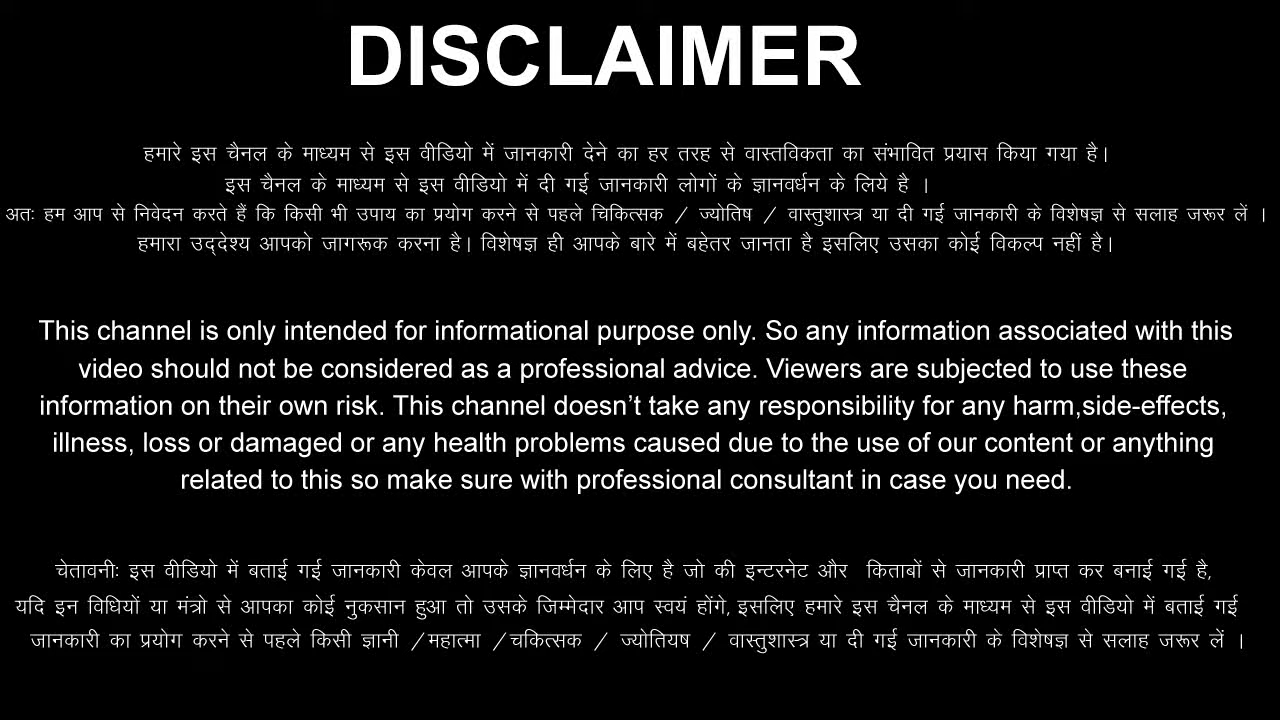 DISCLAIMER
हमारे इस चैनल के माध्यम से इस वीडियो में जानकारी देने का हर तरह से वास्तविकता का संभावित प्रयास किया गया है।
इस चैनल के माध्यम से इस वीडियो में दी गई जानकारी लोगों के ज्ञानवर्धन के लिये है ।
अतः हम आप से निवेदन करते हैं कि किसी भी उपाय का प्रयोग करने से पहले चिकित्सक / ज्योतिष / वास्तुशास्त्र या दी गई जानकारी के विशेषज्ञ से सलाह जरूर लें ।
हमारा उद्देश्य आपको जागरूक करना है। विशेषज्ञ ही आपके बारे में बहेतर जानता है इसलिए उसका कोई विकल्प नहीं है।
This channel is only intended for informational purpose only. So any information associated with this
video should not be considered as a professional advice. Viewers are subjected to use these
information on their own risk. This channel doesn’t take any responsibility for any harm,side-effects,
illness, loss or damaged or any health problems caused due to the use of our content or anything
related to this so make sure with professional consultant in case you need.
चेतावनीः इस वीडियो में बताई गई जानकारी केवल आपके ज्ञानवर्धन के लिए है जो की इन्टरनेट और किताबों से जानकारी प्राप्त कर बनाई गई है,
यदि इन विधियों या मंत्रो से आपका कोई नुकसान हुआ तो उसके जिम्मेदार आप स्वयं होंगे, इसलिए हमारे इस चैनल के माध्यम से इस वीडियो में बताई गई
जानकारी का प्रयोग करने से पहले किसी ज्ञानी /महात्मा /चकित्सक / ज्योतियष / वास्तुशास्त्र या दी गई जानकारी के विशेषज्ञ से सलाह जरूर लें ।